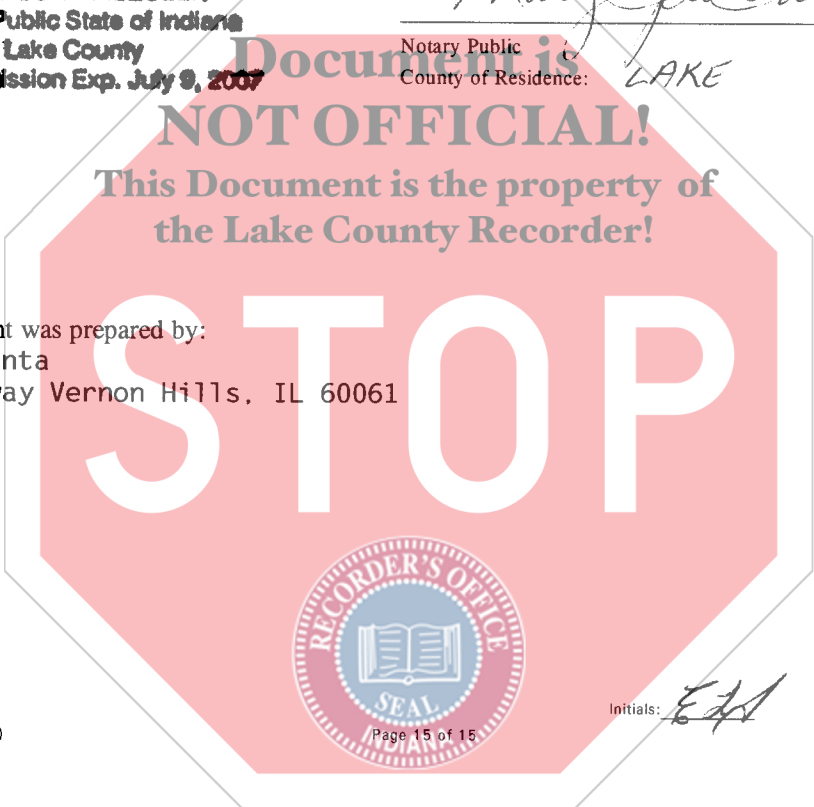 Public State of Indiana
Lake County
ission Exp. July 9, 2007
Notary Public
County of Residence: LAKE
Document is
NOT OFFICIAL!
This Document is the property of
the Lake County Recorder!
nt was prepared by:
nta
ay Vernon Hills, IL 60061
STOP
RECORDER'S OFFICE
SEAL
INDIANA
Initials:
Page 15 of 15
)